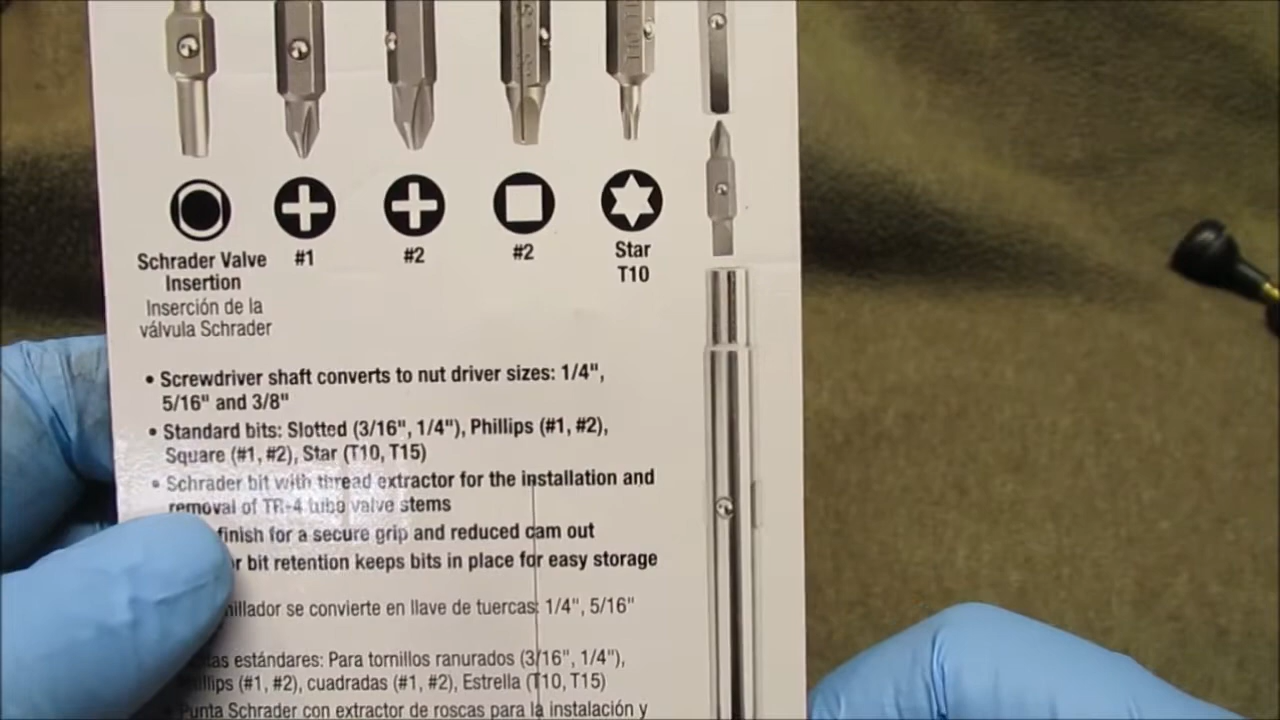 Schrader Valve
Insertion
Inserción de la
válvula Schrader
#1
#2
#2
Star
T10
• Screwdriver shaft converts to nut driver sizes: 1/4",
5/16" and 3/8"
• Standard bits: Slotted (3/16", 1/4"), Phillips (#1, #2),
Square (#1, #2), Star (T10, T15)
• Schrader bit with thread extractor for the installation and
removal of TR-4 tube valve stems
finish for a secure grip and reduced cam out
bit retention keeps bits in place for easy storage
se convierte en llave de tuercas: 1/4", 5/16"
estándares: Para tornillos ranurados (3/16", 1/4"),
(#1, #2), cuadradas (#1, #2), Estrella (T10, T15)
Punta Schrader con extractor de roscas para la instalación y